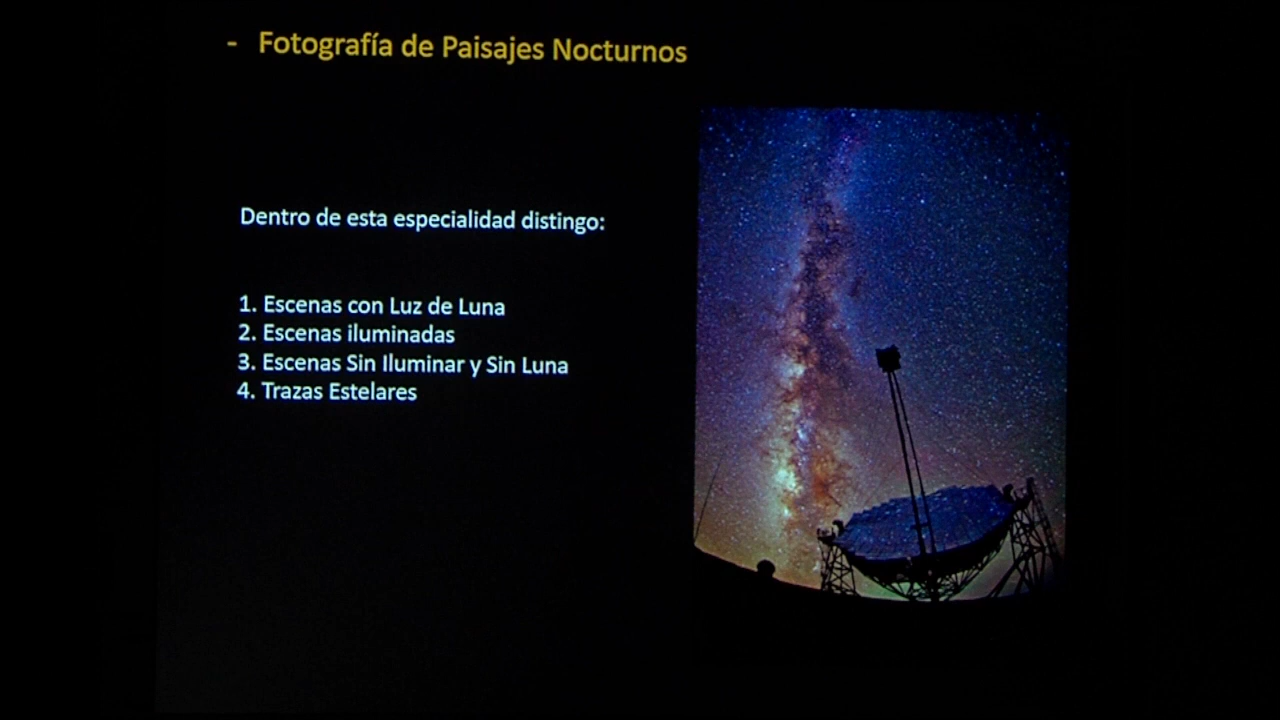 - Fotografía de Paisajes Nocturnos
Dentro de esta especialidad distingo:
1. Escenas con Luz de Luna
2. Escenas iluminadas
3. Escenas Sin Iluminar y Sin Luna
4. Trazas Estelares